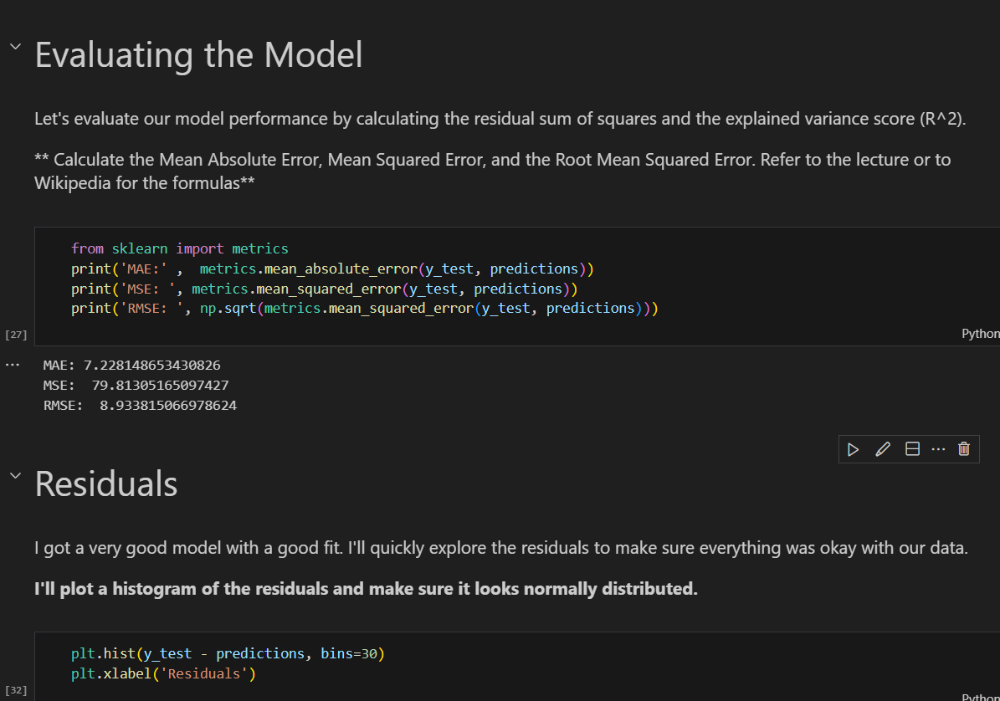 Evaluating the Model
Let's evaluate our model performance by calculating the residual sum of squares and the explained variance score (R^2).
** Calculate the Mean Absolute Error, Mean Squared Error, and the Root Mean Squared Error. Refer to the lecture or to
Wikipedia for the formulas**
from sklearn import metrics
print('MAE:' ,  metrics.mean_absolute_error(y_test, predictions))
print('MSE: ', metrics.mean_squared_error(y_test, predictions))
print('RMSE: ', np.sqrt(metrics.mean_squared_error(y_test, predictions)))
[27]
Python
... MAE: 7.228148653430826
MSE:  79.81305165097427
RMSE:  8.933815066978624
Residuals
I got a very good model with a good fit. I'll quickly explore the residuals to make sure everything was okay with our data.
I'll plot a histogram of the residuals and make sure it looks normally distributed.
plt.hist(y_test - predictions, bins=30)
plt.xlabel('Residuals')
[32]
Python